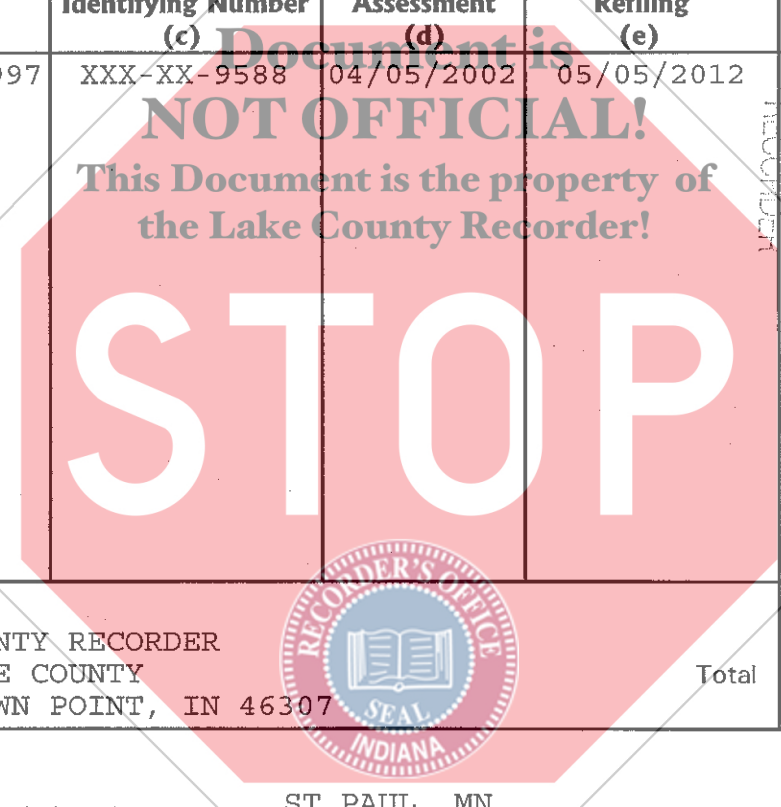 Identifying Number Assessment Refiling
(c) (d) (e)
Document is
997 XXX-XX-9588 04/05/2002 05/05/2012
NOT OFFICIAL!
This Document is the property of
the Lake County Recorder!
RECORDER
STOP
RECORDER'S OFFICE
NTY RECORDER
E COUNTY Total
WN POINT, IN 46307
SEAL
INDIANA
ST. PAUL, MN